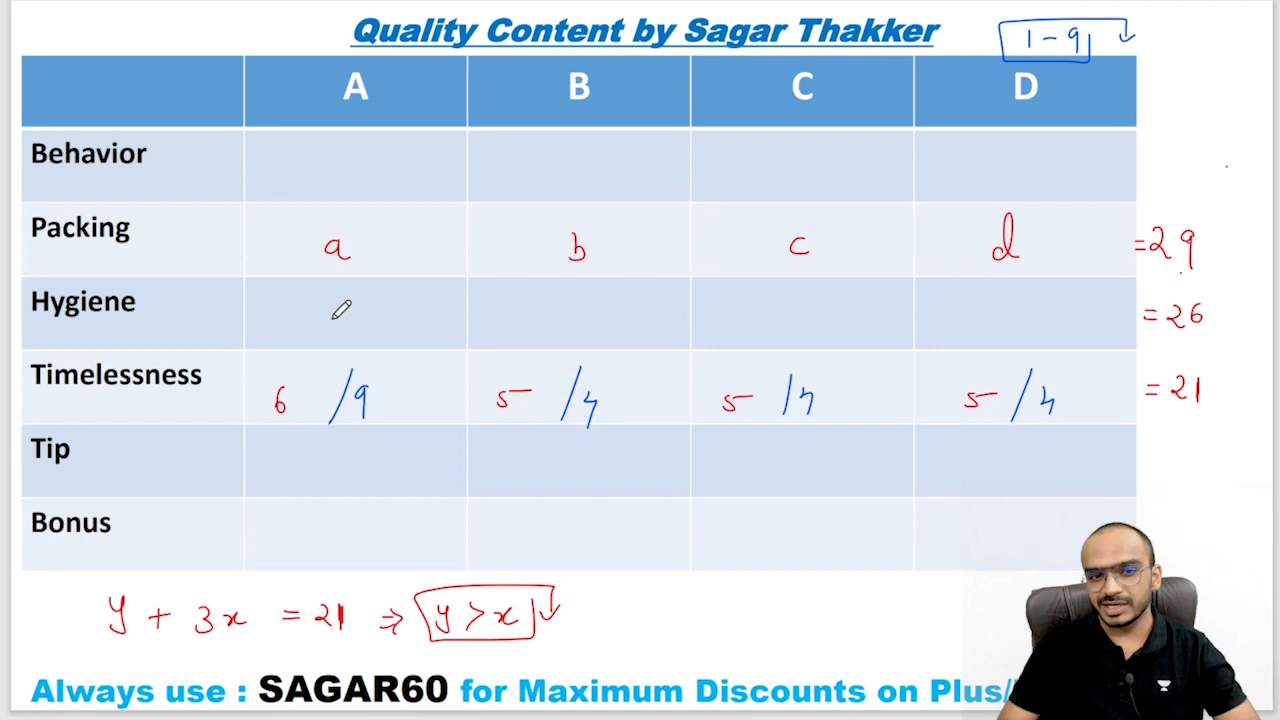 Quality Content by Sagar Thakker
1 - 9
A B C D
Behavior
Packing a b c d = 29
Hygiene = 26
Timelessness 6 / 9 5 / 4 5 / 4 5 / 4 = 21
Tip
Bonus
y + 3x = 21 ⇒ y > x
Always use : SAGAR60 for Maximum Discounts on Plus/